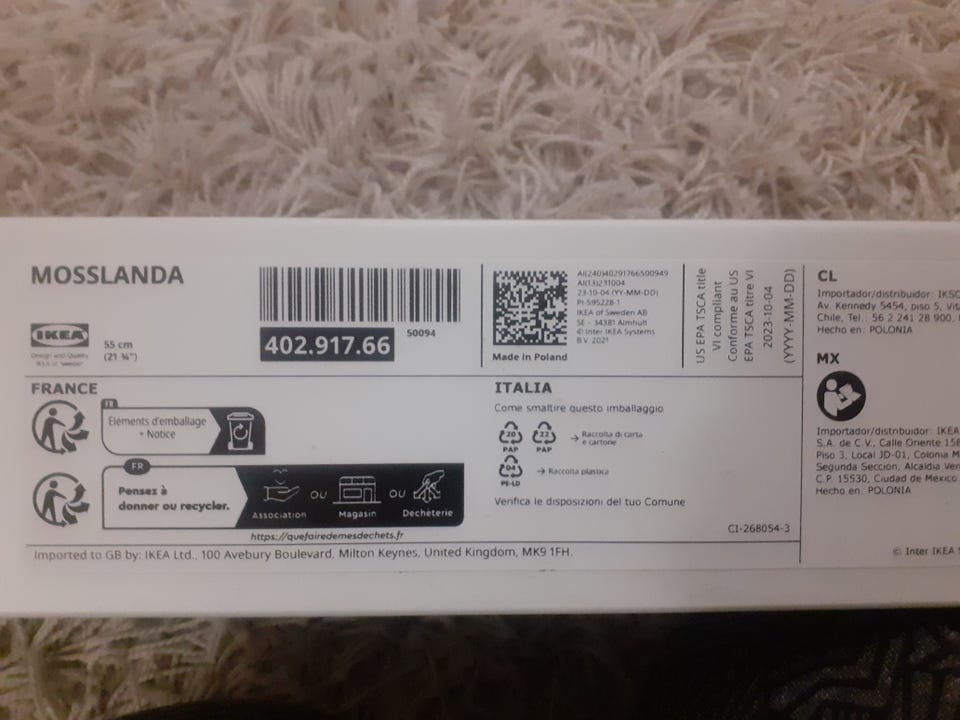 MOSSLANDA
IKEA
Design and Quality
IKEA of Sweden
55 cm
(21 ¾")
402.917.66
50094
AI(240)40291766500949
AI(13)231004
23-10-04 (YY-MM-DD)
PI-595228-1
IKEA of Sweden AB
SE - 34381 Älmhult
© Inter IKEA Systems
B.V. 2021
Made in Poland
US EPA TSCA title
VI compliant
Conforme au US
EPA TSCA titre VI
2023-10-04
(YYYY-MM-DD)
CL
Importador/distribuidor: IKSO
Av. Kennedy 5454, piso 5, Vit
Chile, Tel.. 56 2 241 28 900,
Hecho en: POLONIA
MX
Importador/distribuidor: IKEA
S.A. de C.V., Calle Oriente 158
Piso 3, Local JD-01, Colonia M
Segunda Sección, Alcaldía Ven
C.P. 15530, Ciudad de México
Hecho en: POLONIA
© Inter IKEA S
FRANCE
FR
Éléments d'emballage
+ Notice
FR
Pensez à
donner ou recycler.
Association
OU
Magasin
OU
Déchèterie
https://quefairedemesdechets.fr
ITALIA
Come smaltire questo imballaggio
20
PAP
22
PAP
→ Raccolta di carta
e cartone
04
PE-LD
→ Raccolta plastica
Verifica le disposizioni del tuo Comune
CI-268054-3
Imported to GB by: IKEA Ltd., 100 Avebury Boulevard, Milton Keynes, United Kingdom, MK9 1FH.